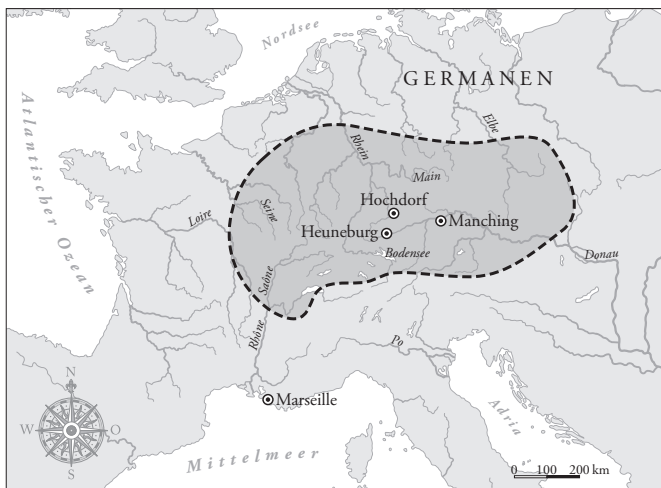 Nordsee
GERMANEN
Atlantischer Ozean
Elbe
Rhein
Main
Hochdorf
Seine
Loire
Manching
Heuneburg
Bodensee
Donau
Saône
Rhône
Po
N
Marseille
W
O
Adria
S
Mittelmeer
0 100 200 km